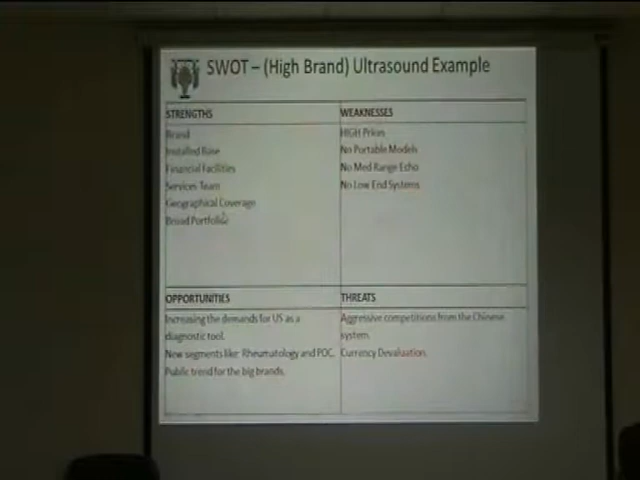 SWOT – (High Brand) Ultrasound Example
STRENGTHS
Brand
Installed Base
Financial Facilities
Services Team
Geographical Coverage
Broad Portfolio
WEAKNESSES
HIGH Prices
No Portable Models
No Med Range Echo
No Low End Systems
OPPORTUNITIES
Increasing the demands for US as a
diagnostic tool.
New segments like: Rheumatology and POC.
Public trend for the big brands.
THREATS
Aggressive competitions from the Chinese
system.
Currency Devaluation.